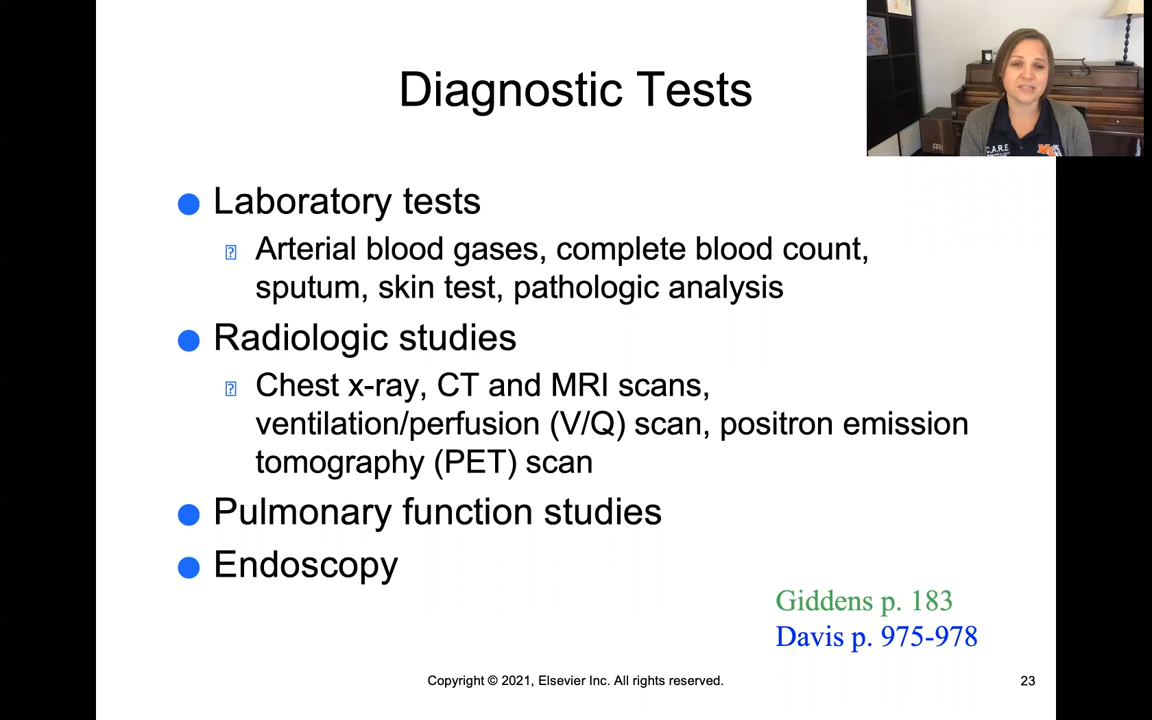 Diagnostic Tests
C.A.R.E
Laboratory tests
Arterial blood gases, complete blood count,
sputum, skin test, pathologic analysis
Radiologic studies
Chest x-ray, CT and MRI scans,
ventilation/perfusion (V/Q) scan, positron emission
tomography (PET) scan
Pulmonary function studies
Endoscopy
Giddens p. 183
Davis p. 975-978
Copyright © 2021, Elsevier Inc. All rights reserved.
23